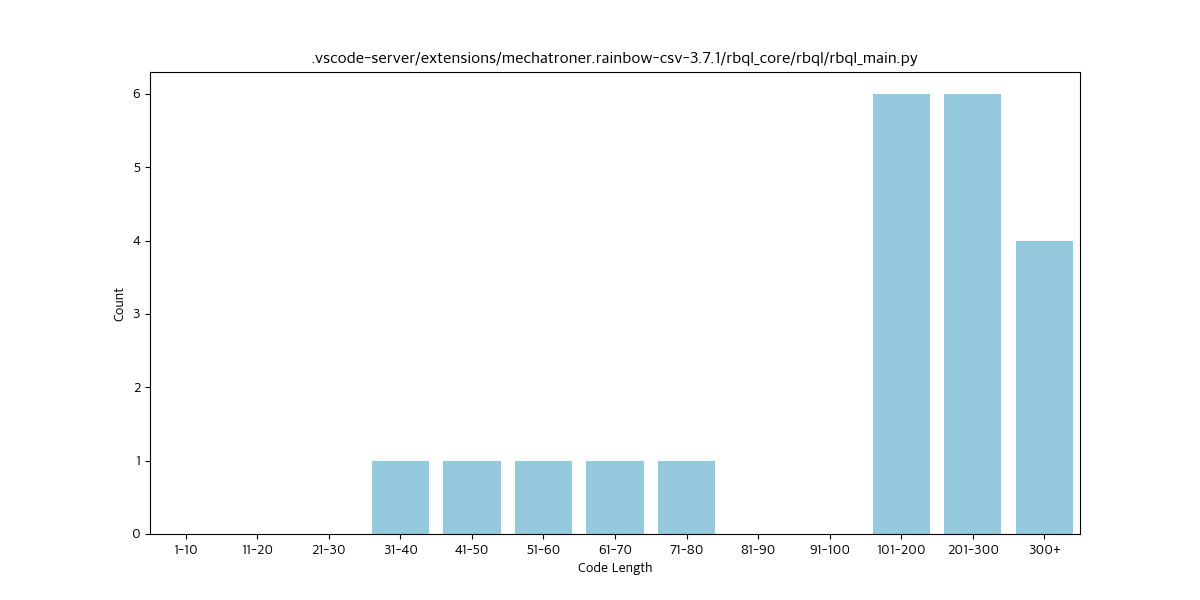 .vscode-server/extensions/mechatroner.rainbow-csv-3.7.1/rbql_core/rbql/rbql_main.py
6
5
4
3
2
1
0
Count
1-10 11-20 21-30 31-40 41-50 51-60 61-70 71-80 81-90 91-100 101-200 201-300 300+
Code Length